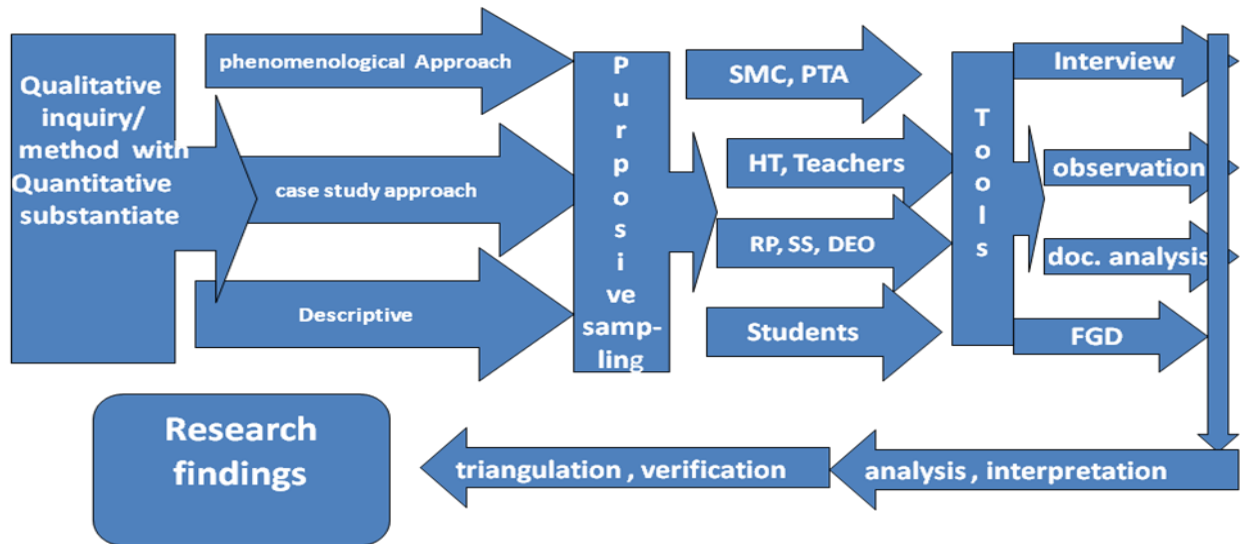 Qualitative
inquiry/
method with
Quantitative
substantiate
phenomenological Approach
case study approach
Descriptive
P
u
r
p
o
s
i
ve
samp-
ling
SMC, PTA
HT, Teachers
RP, SS, DEO
Students
T
o
o
l
s
Interview
observation
doc. analysis
FGD
analysis , interpretation
triangulation , verification
Research
findings